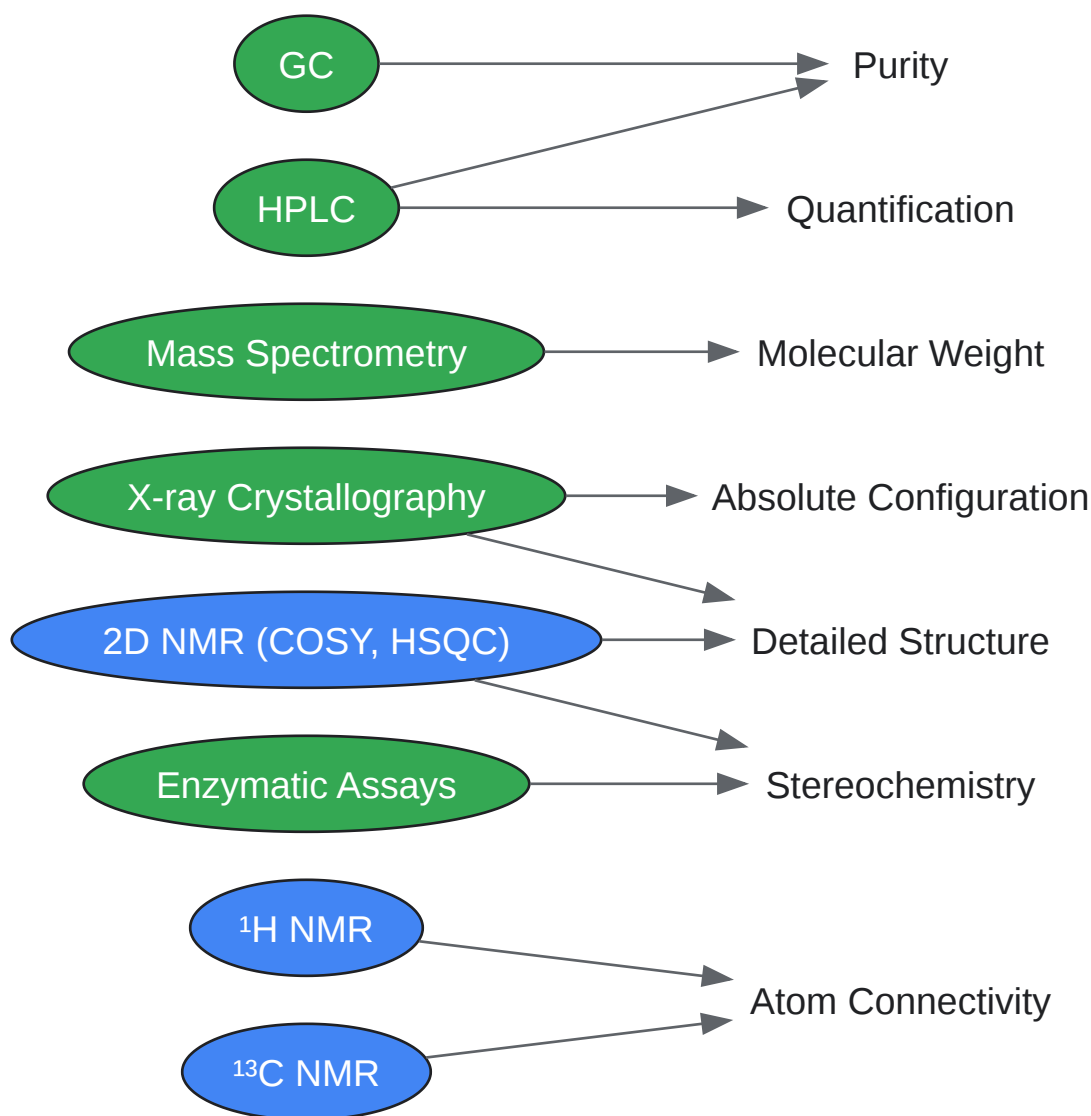 GC
Purity
HPLC
Quantification
Mass Spectrometry
Molecular Weight
X-ray Crystallography
Absolute Configuration
2D NMR (COSY, HSQC)
Detailed Structure
Enzymatic Assays
Stereochemistry
¹H NMR
Atom Connectivity
¹³C NMR